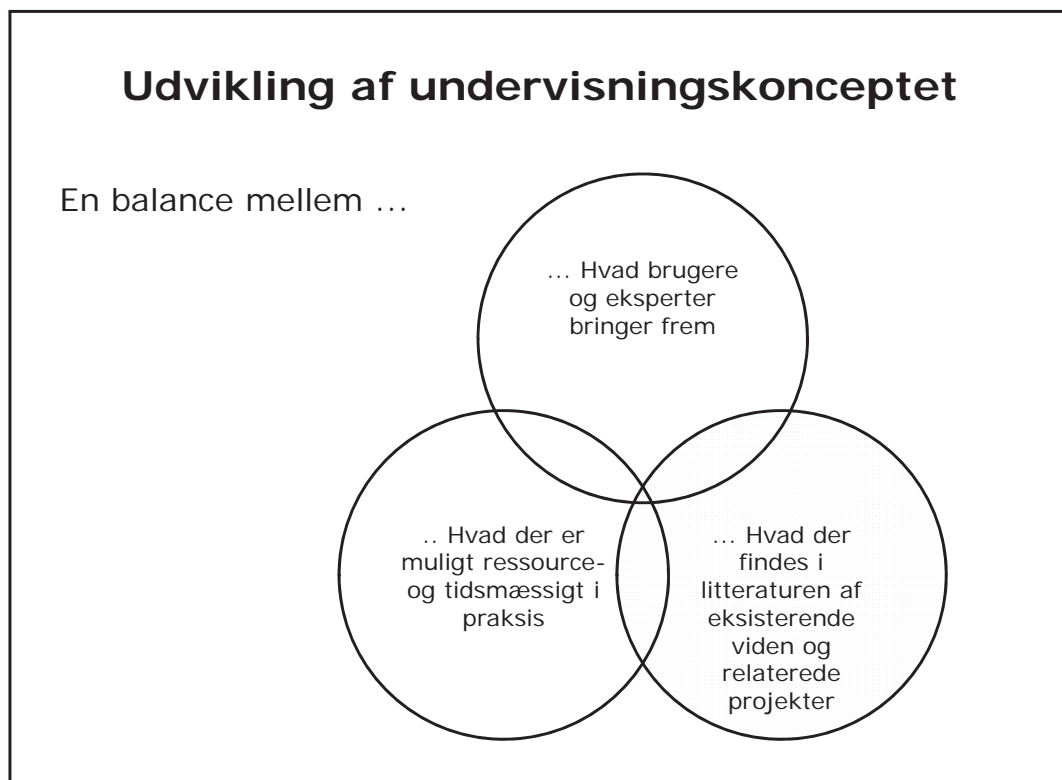 Udvikling af undervisningskonceptet
En balance mellem ...
... Hvad brugere
og eksperter
bringer frem
.. Hvad der er
muligt ressource-
og tidsmæssigt i
praksis
... Hvad der
findes i
litteraturen af
eksisterende
viden og
relaterede
projekter